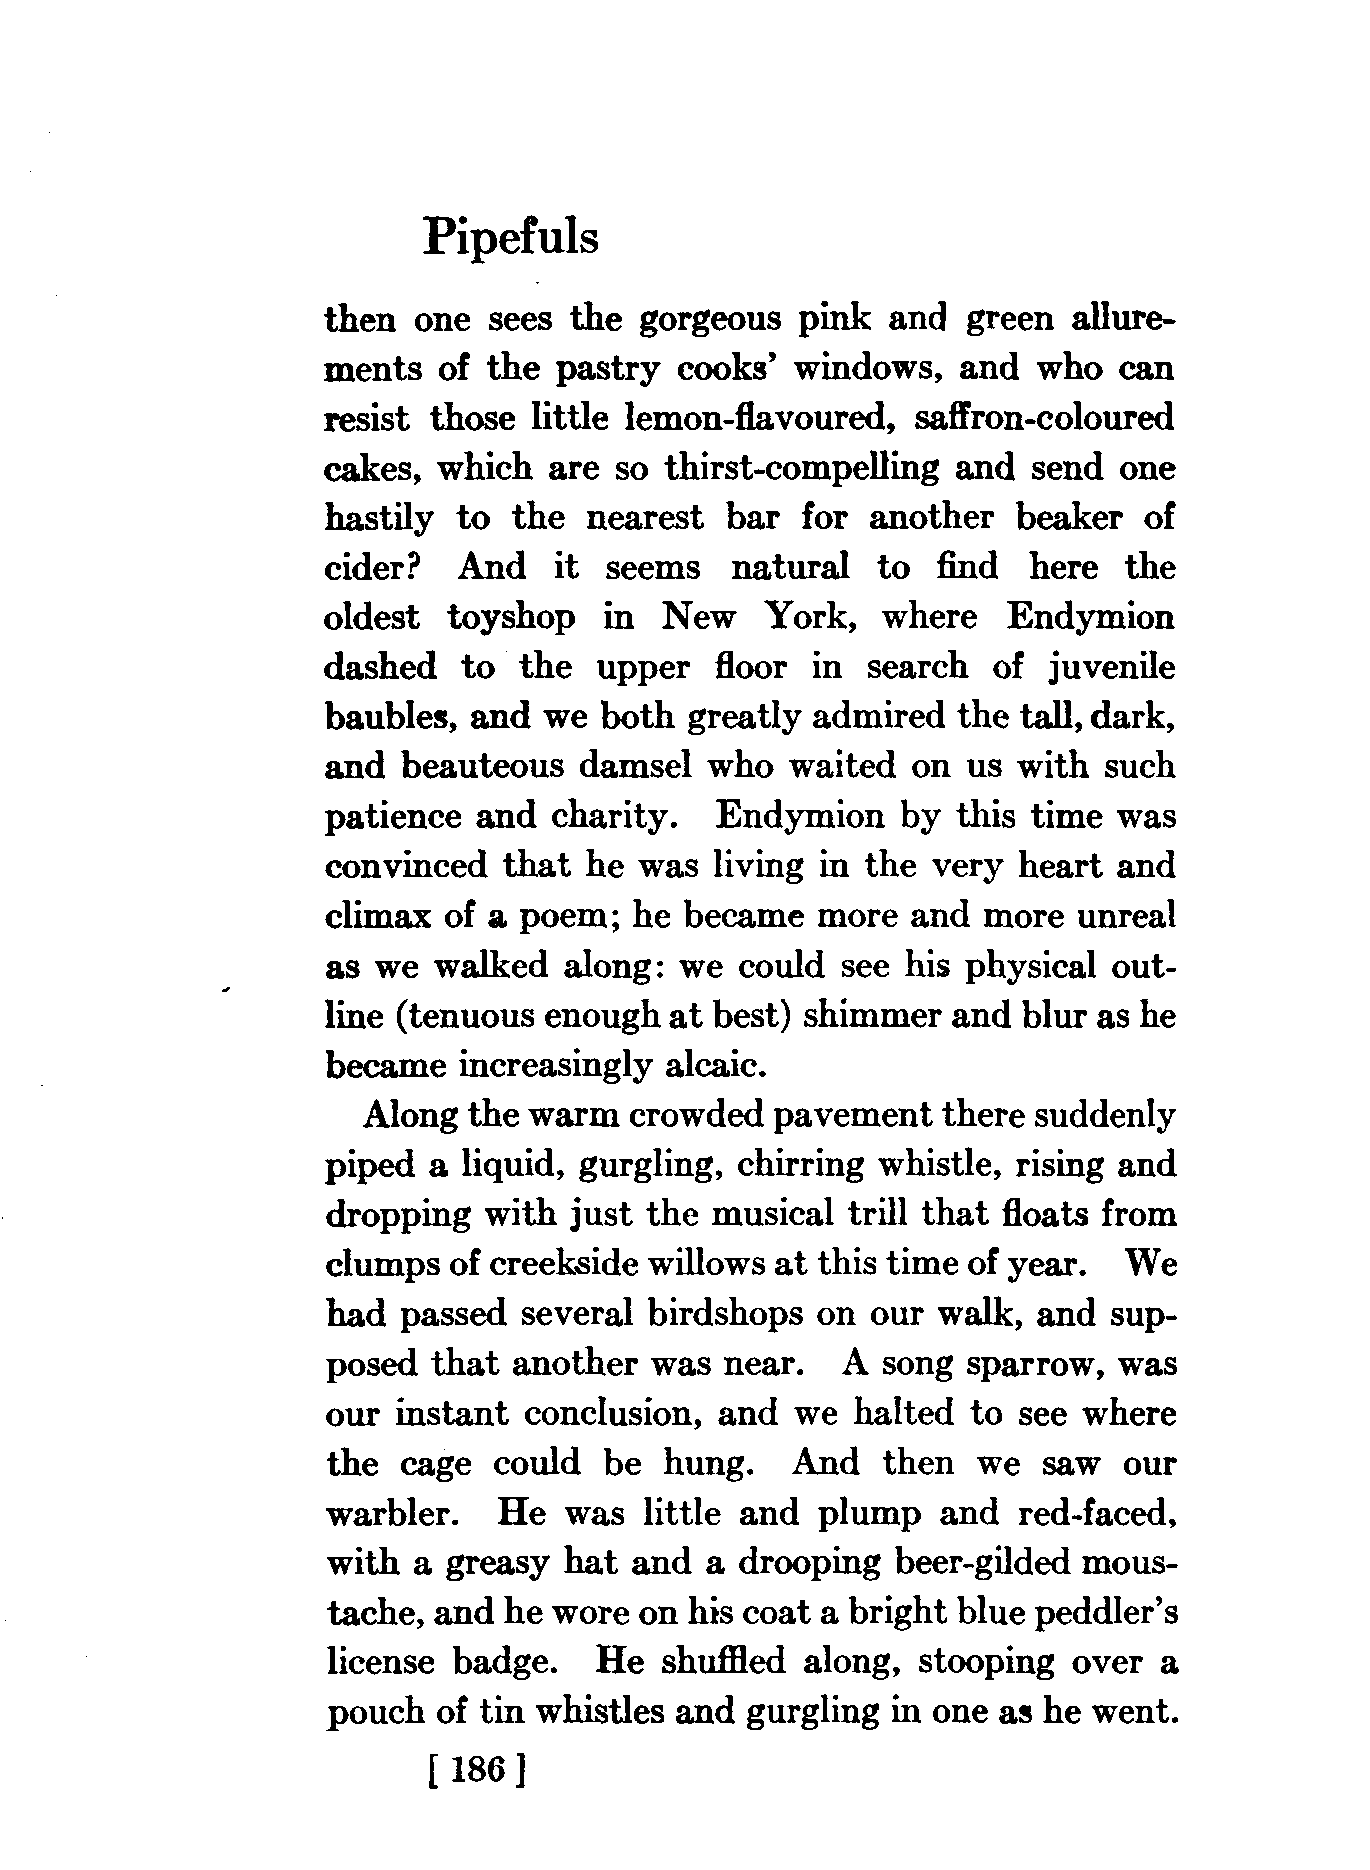 Pipefuls
then one sees the gorgeous pink and green allure-
ments of the pastry cooks' windows, and who can
resist those little lemon-flavoured, saffron-coloured
cakes, which are so thirst-compelling and send one
hastily to the nearest bar for another beaker of
cider? And it seems natural to find here the
oldest toyshop in New York, where Endymion
dashed to the upper floor in search of juvenile
baubles, and we both greatly admired the tall, dark,
and beauteous damsel who waited on us with such
patience and charity. Endymion by this time was
convinced that he was living in the very heart and
climax of a poem; he became more and more unreal
as we walked along: we could see his physical out-
line (tenuous enough at best) shimmer and blur as he
became increasingly alcaic.
Along the warm crowded pavement there suddenly
piped a liquid, gurgling, chirring whistle, rising and
dropping with just the musical trill that floats from
clumps of creekside willows at this time of year. We
had passed several birdshops on our walk, and sup-
posed that another was near. A song sparrow, was
our instant conclusion, and we halted to see where
the cage could be hung. And then we saw our
warbler. He was little and plump and red-faced,
with a greasy hat and a drooping beer-gilded mous-
tache, and he wore on his coat a bright blue peddler's
license badge. He shuffled along, stooping over a
pouch of tin whistles and gurgling in one as he went.
[ 186 ]